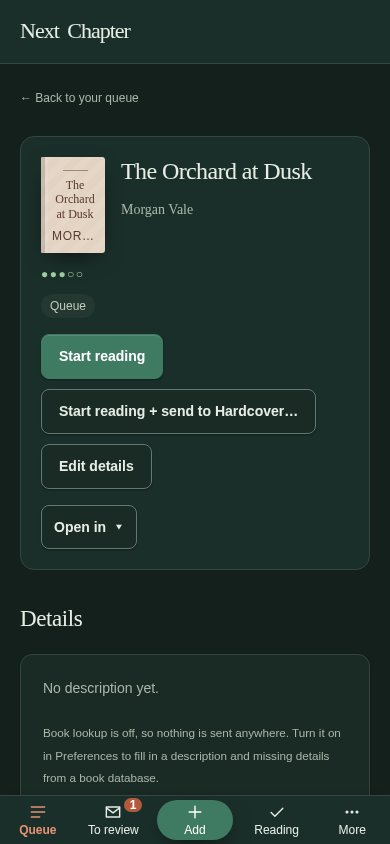 Next Chapter
← Back to your queue
The
Orchard
at Dusk
MOR…
The Orchard at Dusk
Morgan Vale
●●●○○
Queue
Start reading
Start reading + send to Hardcover…
Edit details
Open in ▼
Details
No description yet.
Book lookup is off, so nothing is sent anywhere. Turn it on
in Preferences to fill in a description and missing details
from a book database.
1
Queue To review Add Reading More